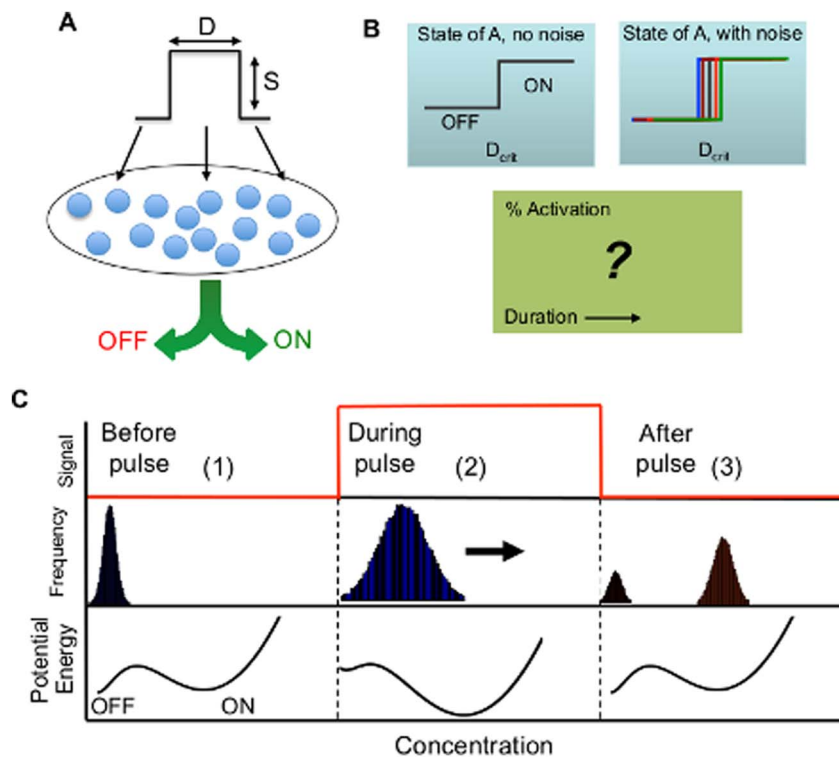 A
D
S
OFF
ON
B
State of A, no noise
ON
OFF
Dcrit
State of A, with noise
Dcrit
% Activation
?
Duration
C
Signal
Before
pulse (1)
During
pulse (2)
After
pulse (3)
Frequency
Potential
Energy
OFF ON
Concentration